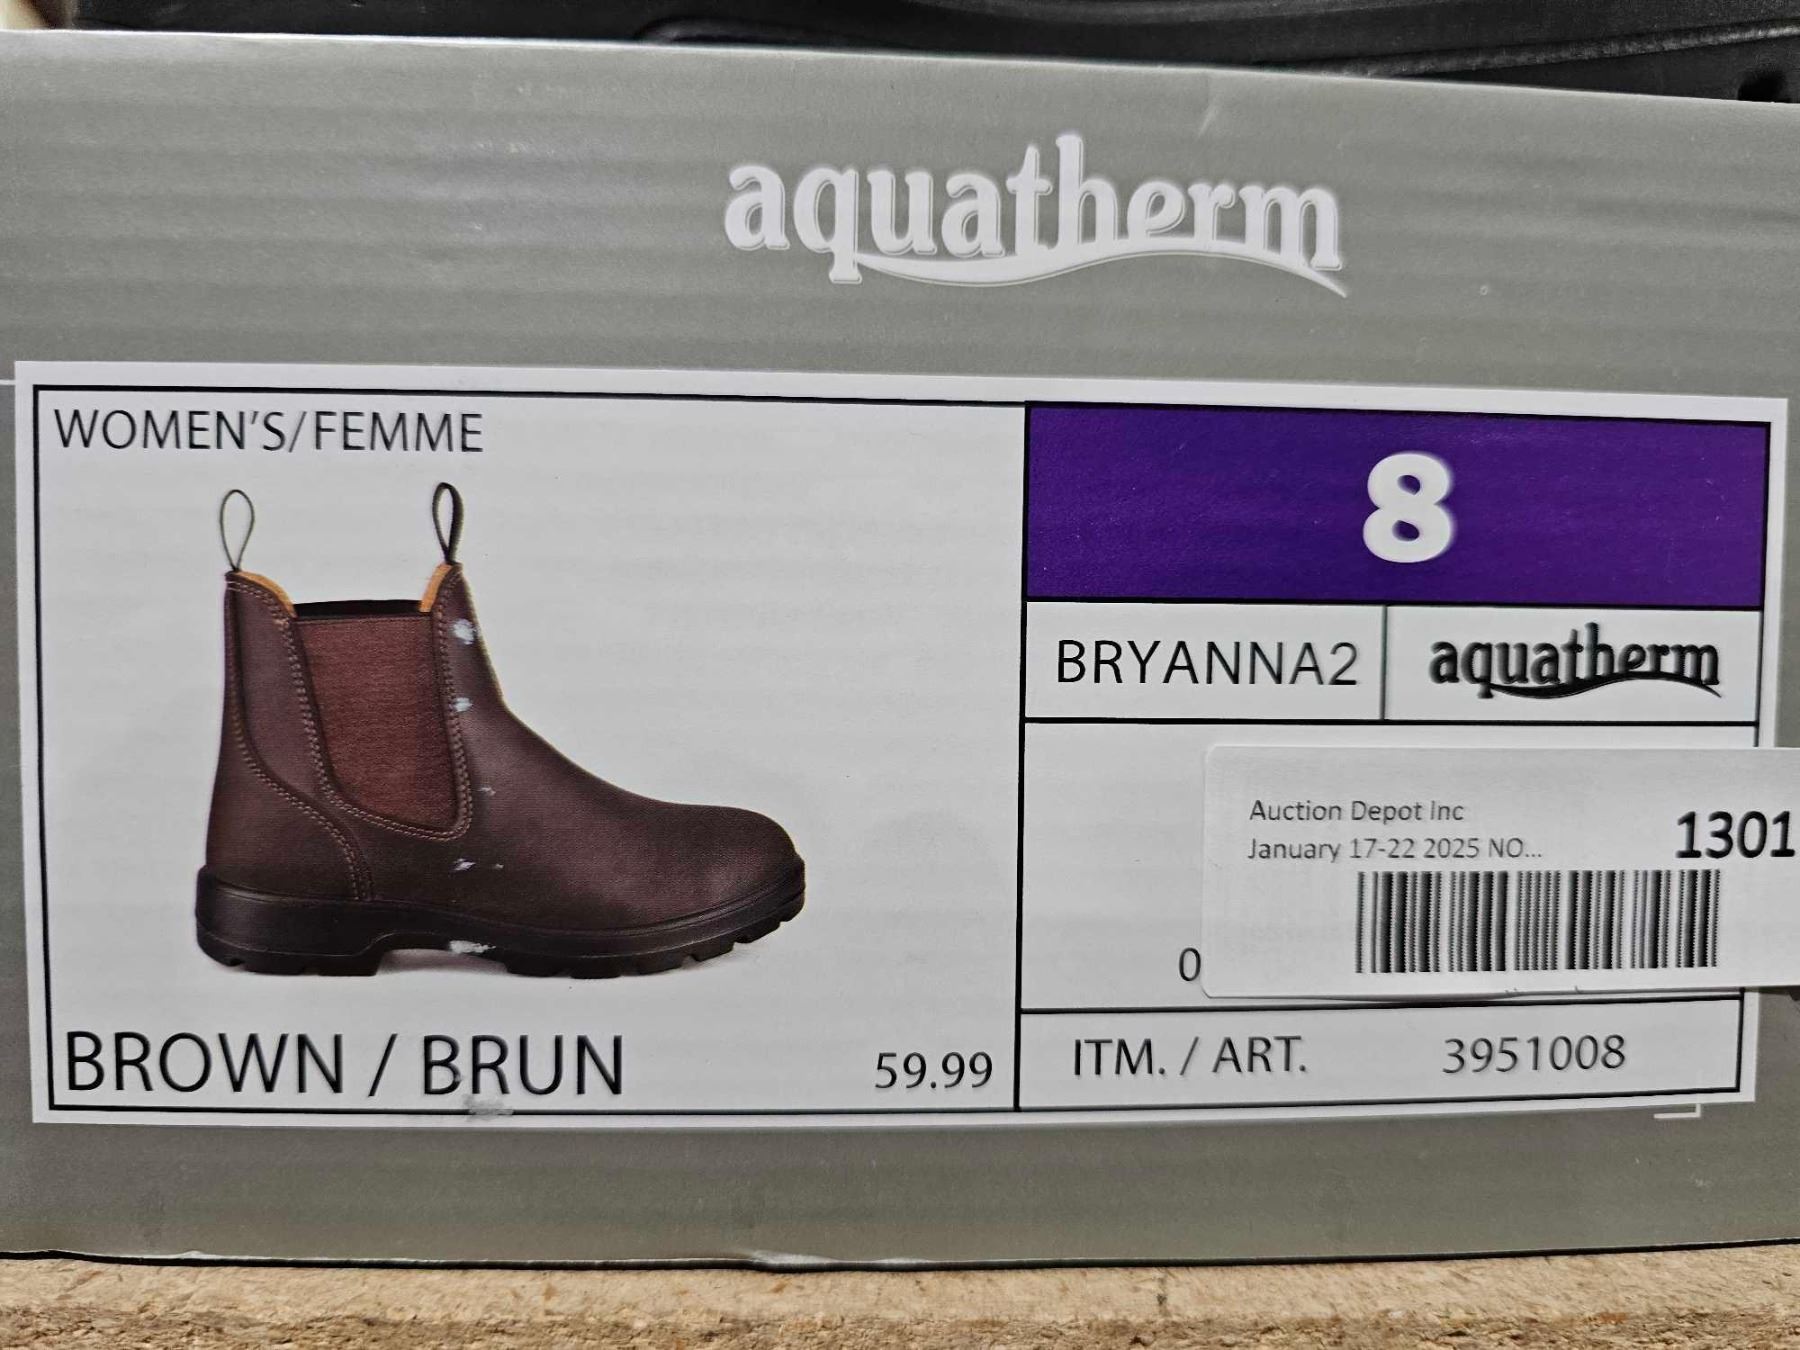 aquatherm
WOMEN'S/FEMME
8
BRYANNA2
aquatherm
Auction Depot Inc
January 17-22 2025 NO...
1301
0
BROWN / BRUN
59.99
ITM. / ART.
3951008